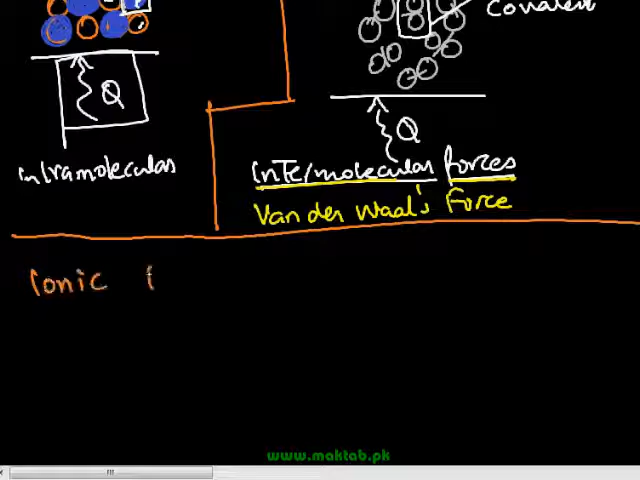 Covalent
Q
Q
intramolecular
intermolecular forces
Van der Waal's Force
Ionic
www.maktab.pk